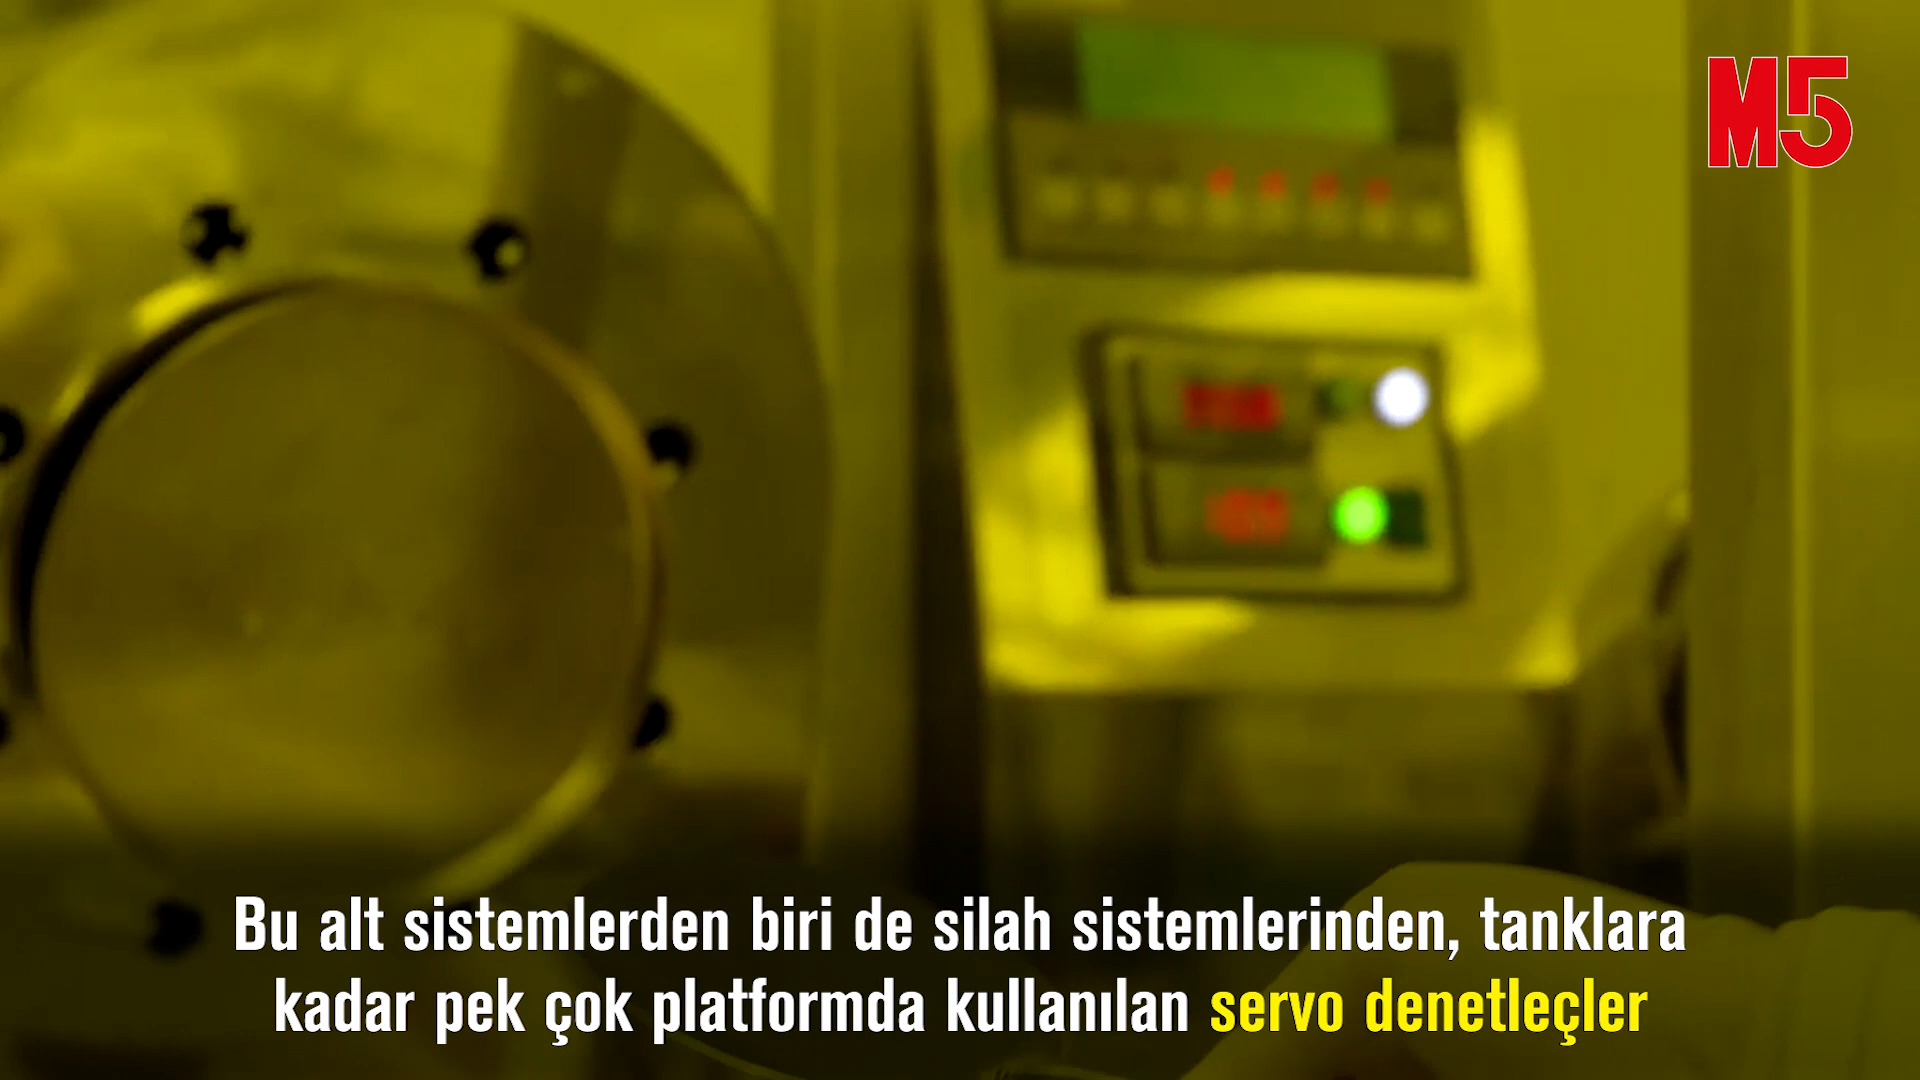 M5
Bu alt sistemlerden biri de silah sistemlerinden, tanklara
kadar pek çok platformda kullanılan servo denetleçler